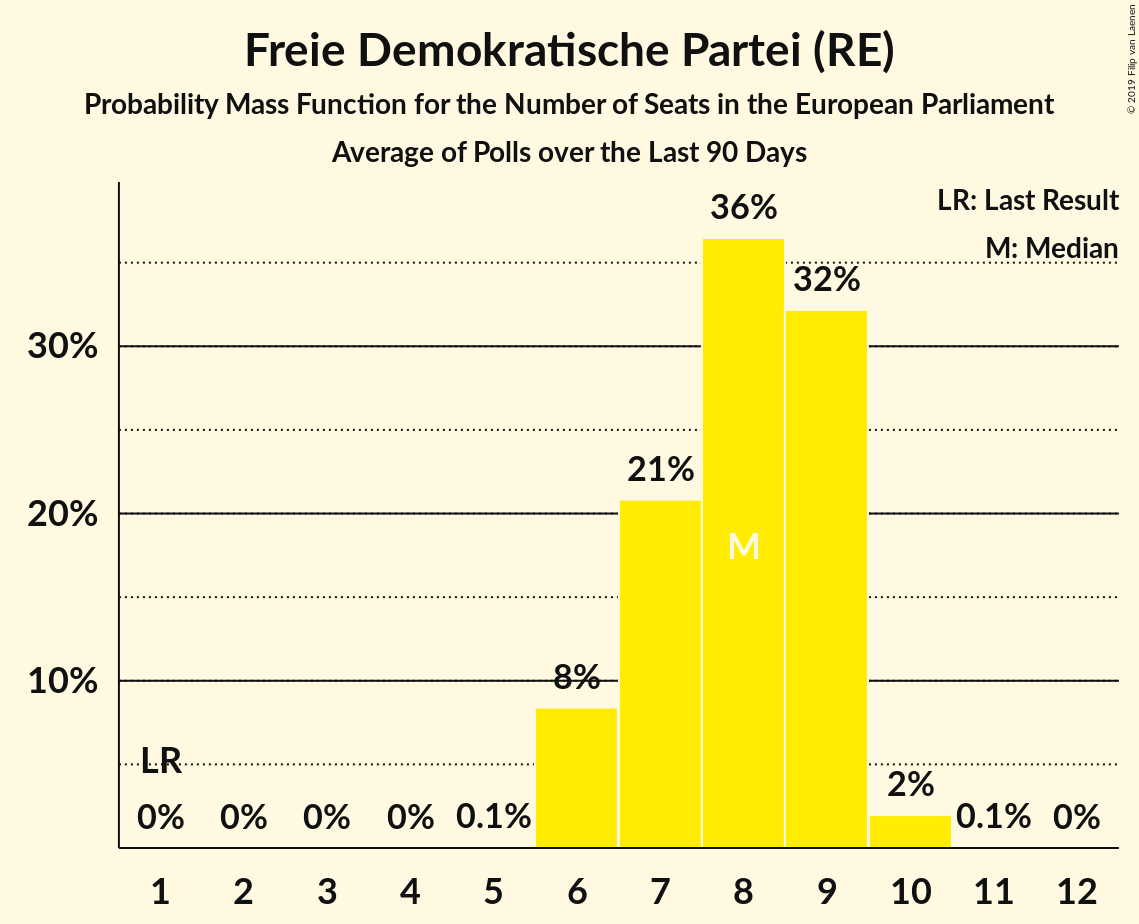 Freie Demokratische Partei (RE)
Probability Mass Function for the Number of Seats in the European Parliament
Average of Polls over the Last 90 Days
© 2019 Filip van Laenen
LR: Last Result
M: Median
36%
32%
30%
21%
20%
M
8%
10%
LR
2%
0% 0% 0% 0% 0.1% 0.1% 0%
1 2 3 4 5 6 7 8 9 10 11 12